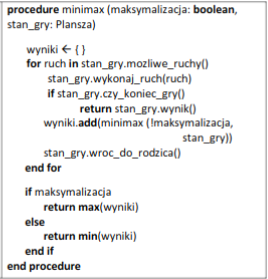 procedure minimax (maksymalizacja: boolean,
stan_gry: Plansza)
wyniki ← { }
for ruch in stan_gry.mozliwe_ruchy()
stan_gry.wykonaj_ruch(ruch)
if stan_gry.czy_koniec_gry()
return stan_gry.wynik()
wyniki.add(minimax (!maksymalizacja,
stan_gry))
stan_gry.wroc_do_rodzica()
end for
if maksymalizacja
return max(wyniki)
else
return min(wyniki)
end if
end procedure